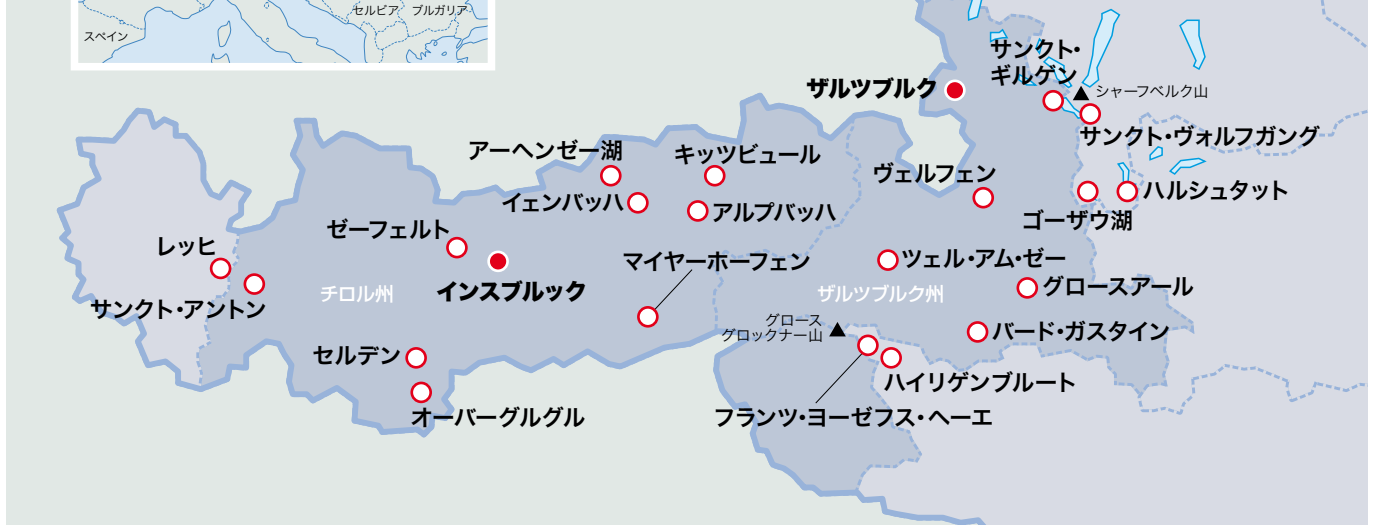 セルビア ブルガリア
スペイン
サンクト・
ギルゲン
ザルツブルク
シャーフベルク山
サンクト・ヴォルフガング
アーヘンゼー湖
キッツビュール
ヴェルフェン
イェンバッハ
アルプバッハ
ハルシュタット
ゴーザウ湖
ゼーフェルト
レッヒ
マイヤーホーフェン
ツェル・アム・ゼー
サンクト・アントン
チロル州
インスブルック
ザルツブルク州
グロースアール
グロース
グロックナー山
バード・ガスタイン
セルデン
ハイリゲンブルート
オーバーグルグル
フランツ・ヨーゼフス・ヘーエ